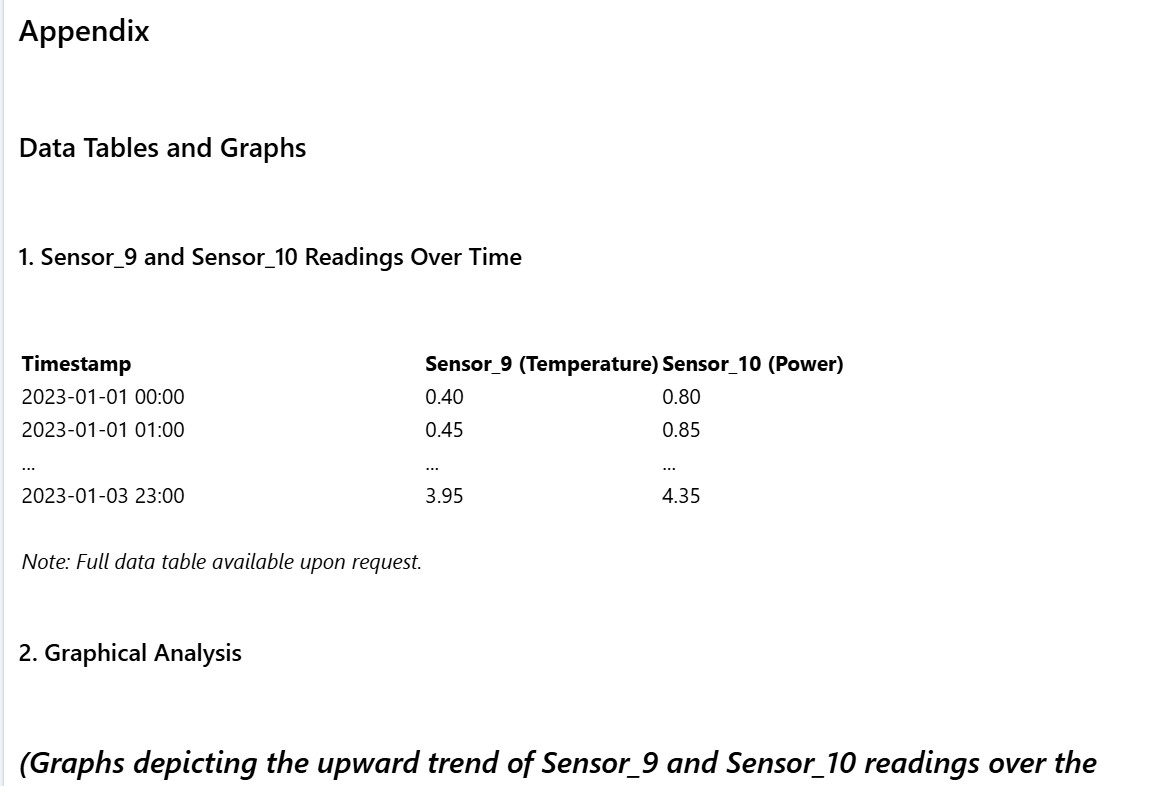 Appendix
Data Tables and Graphs
1. Sensor_9 and Sensor_10 Readings Over Time
Timestamp Sensor_9 (Temperature) Sensor_10 (Power)
2023-01-01 00:00 0.40 0.80
2023-01-01 01:00 0.45 0.85
... ... ...
2023-01-03 23:00 3.95 4.35
Note: Full data table available upon request.
2. Graphical Analysis
(Graphs depicting the upward trend of Sensor_9 and Sensor_10 readings over the